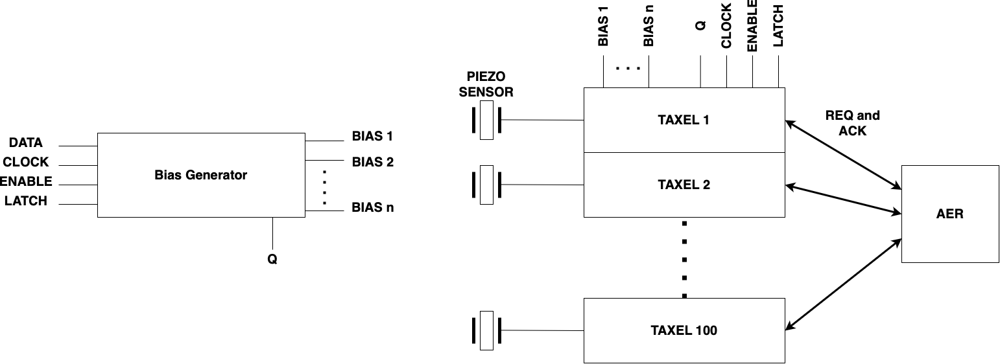 DATA
CLOCK
ENABLE
LATCH
Bias Generator
BIAS 1
BIAS 2
BIAS n
Q
BIAS 1
BIAS n
Q
CLOCK
ENABLE
LATCH
PIEZO
SENSOR
TAXEL 1
TAXEL 2
TAXEL 100
REQ and
ACK
AER